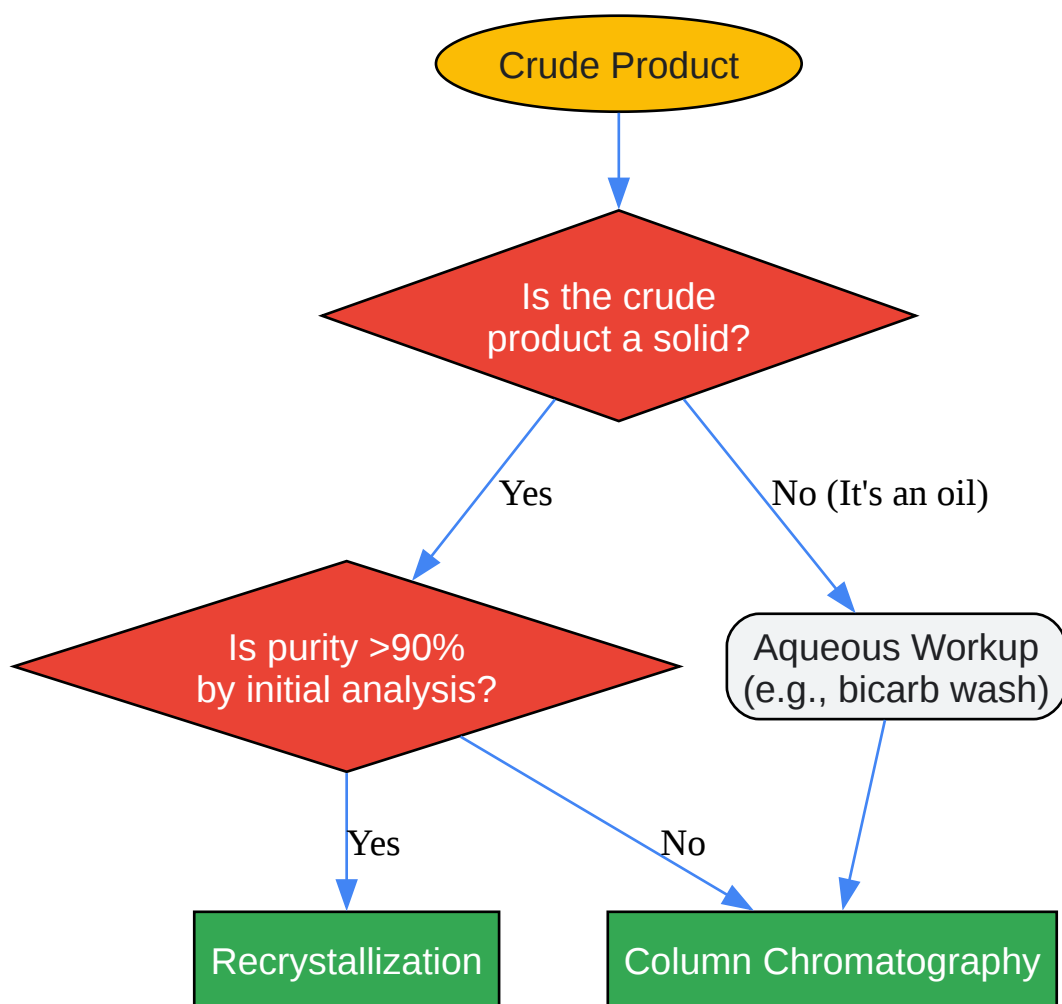 Crude Product
Is the crude
product a solid?
Yes
No (It's an oil)
Is purity >90%
by initial analysis?
Aqueous Workup
(e.g., bicarb wash)
Yes
No
Recrystallization
Column Chromatography